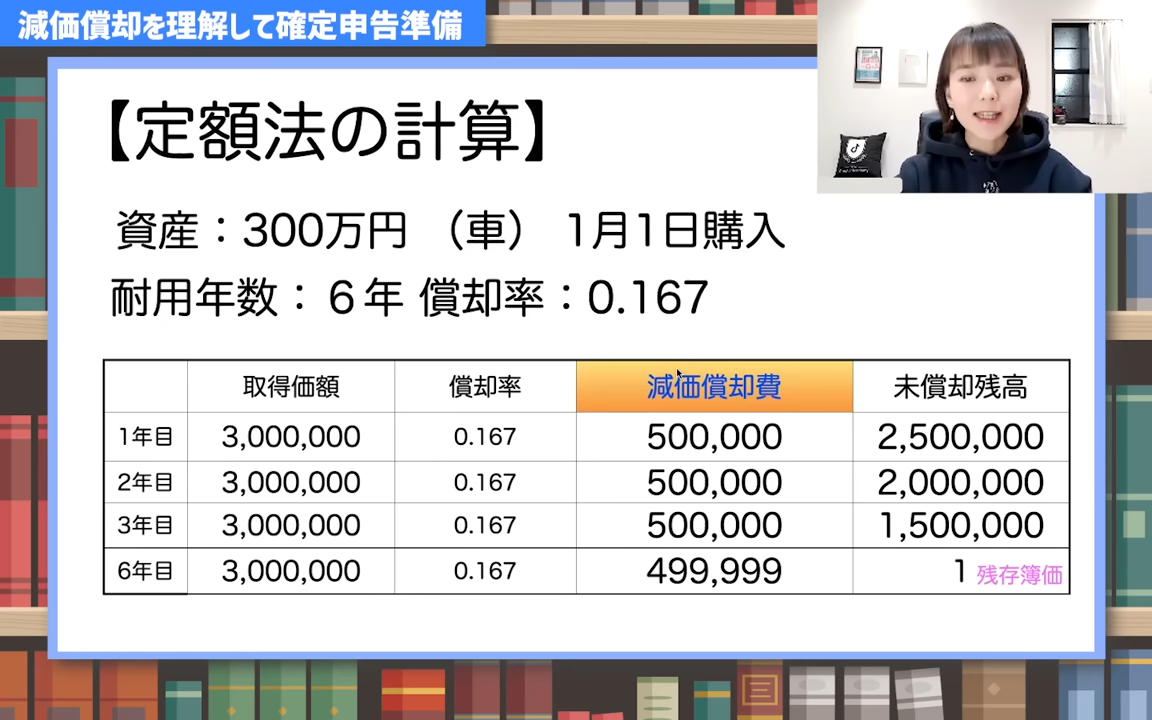 減価償却を理解して確定申告準備
【定額法の計算】
資産：300万円 （車） 1月1日購入
耐用年数：６年 償却率：0.167
取得価額 償却率 減価償却費 未償却残高
1年目 3,000,000 0.167 500,000 2,500,000
2年目 3,000,000 0.167 500,000 2,000,000
3年目 3,000,000 0.167 500,000 1,500,000
6年目 3,000,000 0.167 499,999 1 残存簿価